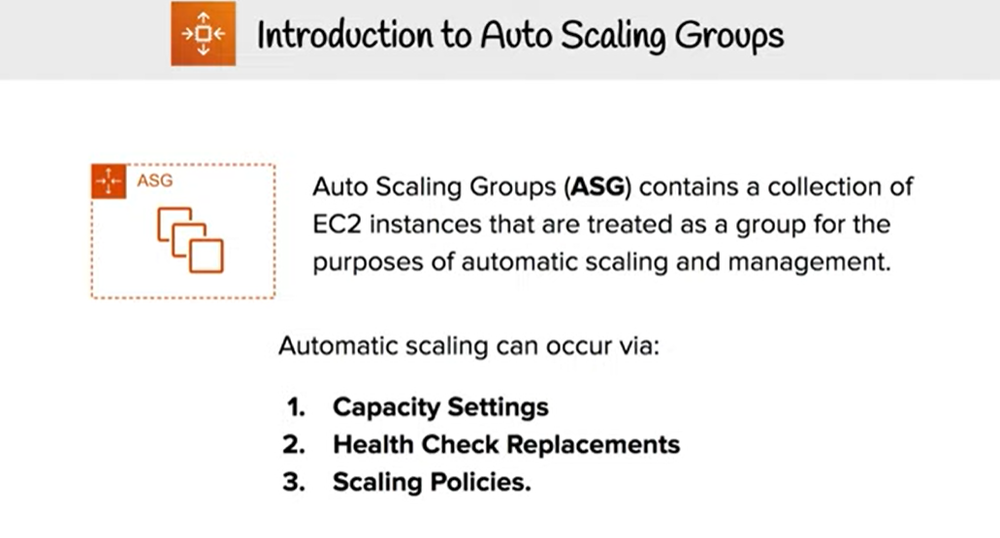 Introduction to Auto Scaling Groups
ASG
Auto Scaling Groups (ASG) contains a collection of
EC2 instances that are treated as a group for the
purposes of automatic scaling and management.
Automatic scaling can occur via:
1. Capacity Settings
2. Health Check Replacements
3. Scaling Policies.